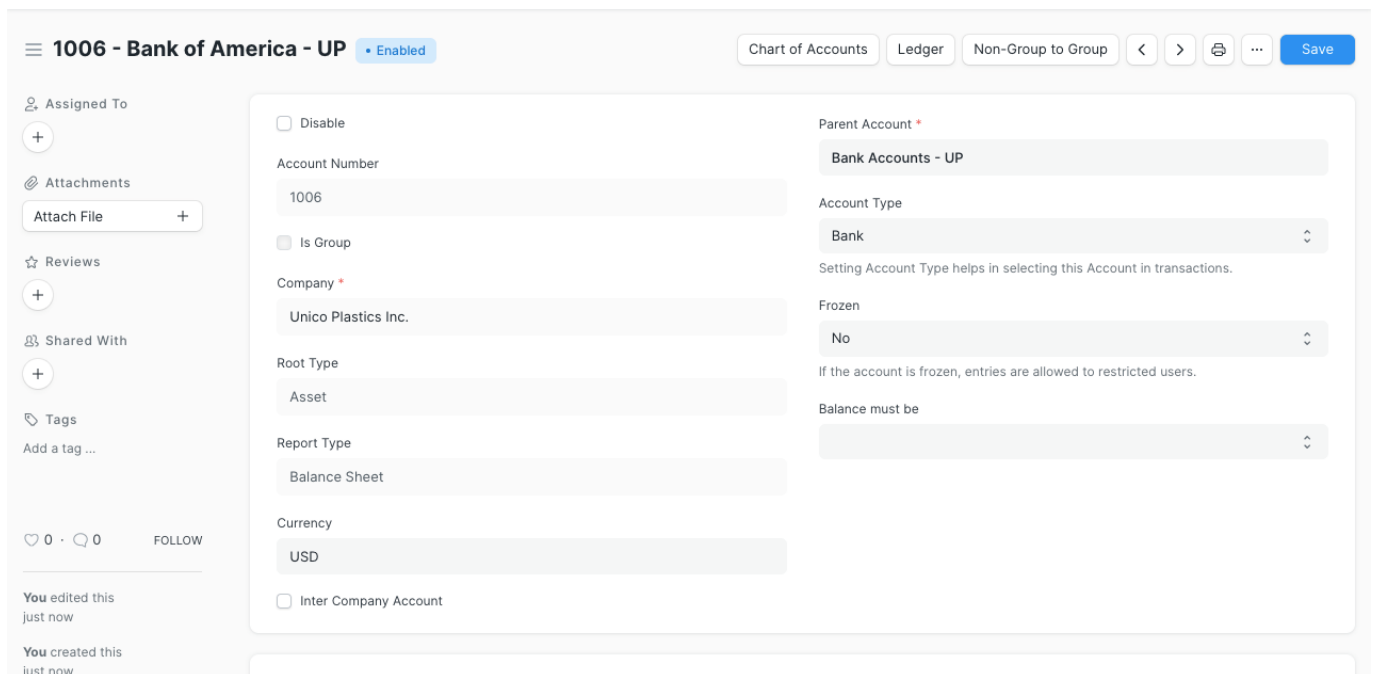 1006 - Bank of America - UP
• Enabled
Chart of Accounts
Ledger
Non-Group to Group
...
Save
Assigned To
Attachments
Attach File
Reviews
Shared With
Tags
Add a tag ...
0 · 0
FOLLOW
You edited this
just now
You created this
just now
Disable
Account Number
1006
Is Group
Company *
Unico Plastics Inc.
Root Type
Asset
Report Type
Balance Sheet
Currency
USD
Inter Company Account
Parent Account *
Bank Accounts - UP
Account Type
Bank
Setting Account Type helps in selecting this Account in transactions.
Frozen
No
If the account is frozen, entries are allowed to restricted users.
Balance must be